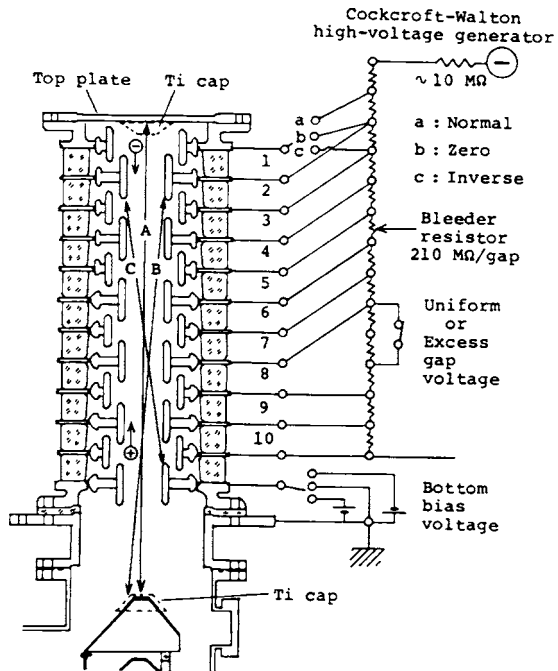 Cockcroft-Walton
high-voltage generator
−
~10 MΩ
Top plate
Ti cap
a
b
c
a : Normal
b : Zero
c : Inverse
−
1
2
3
4
5
6
7
8
9
10
A
B
C
Bleeder
resistor
210 MΩ/gap
Uniform
or
Excess
gap
voltage
+
Bottom
bias
voltage
Ti cap